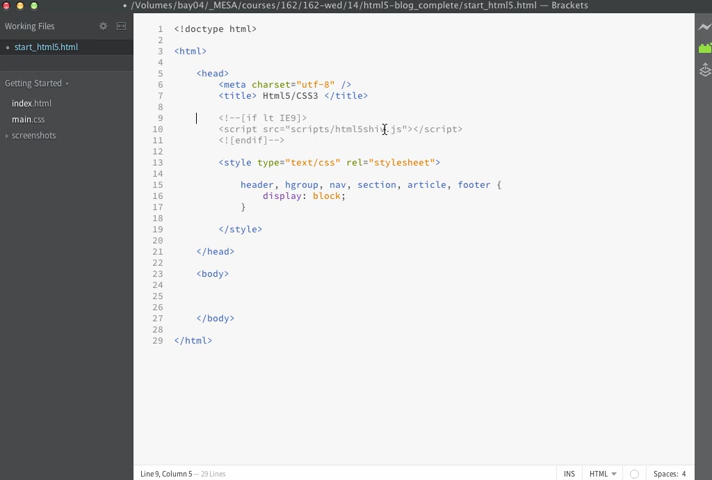 /Volumes/bay04/_MESA/courses/162/162-wed/14/html5-blog_complete/start_html5.html — Brackets
Working Files
start_html5.html
Getting Started
index.html
main.css
screenshots
1 <!doctype html>
2
3 <html>
4
5 <head>
6 <meta charset="utf-8" />
7 <title> Html5/CSS3 </title>
8
9 <!--[if lt IE9]>
10 <script src="scripts/html5shiv.js"></script>
11 <![endif]-->
12
13 <style type="text/css" rel="stylesheet">
14
15 header, hgroup, nav, section, article, footer {
16 display: block;
17 }
18
19 </style>
20
21 </head>
22
23 <body>
24
25
26
27 </body>
28
29 </html>
Line 9, Column 5 — 29 Lines
INS
HTML
Spaces: 4